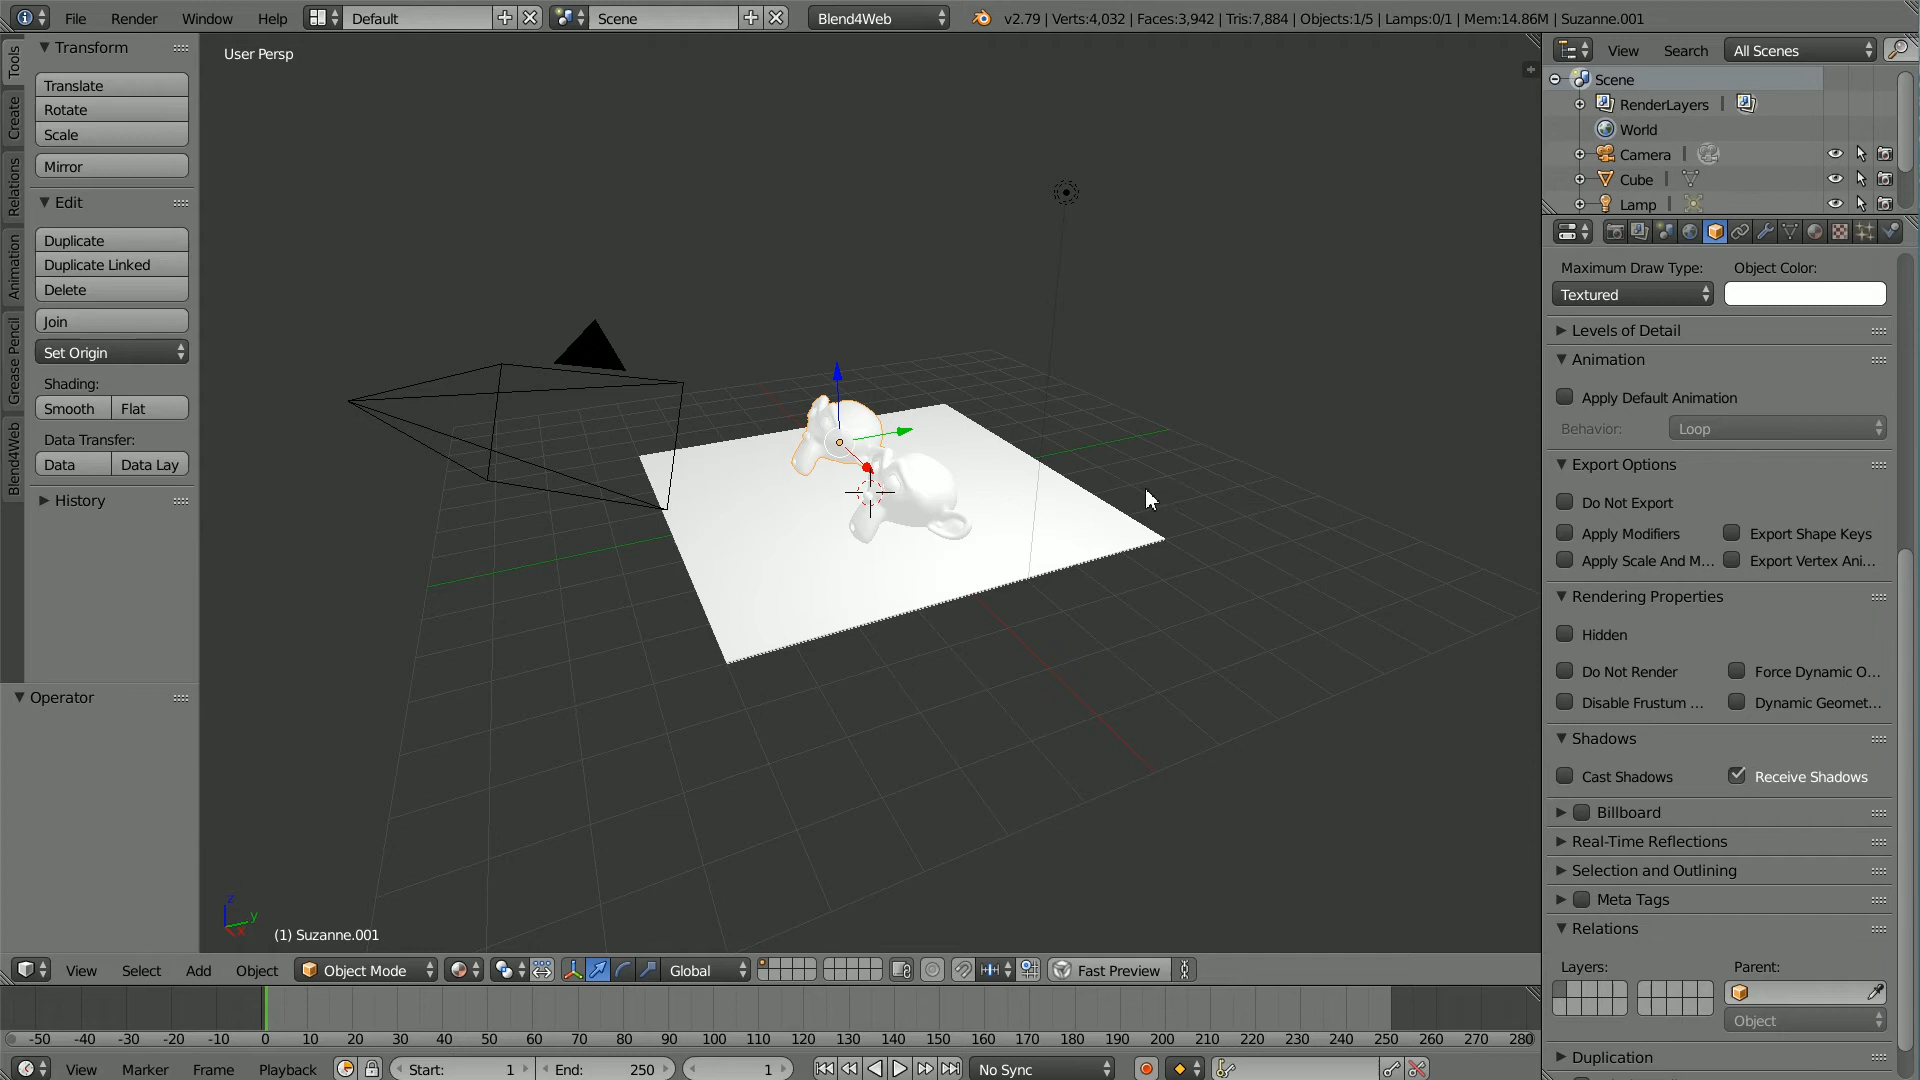 File Render Window Help Default Scene Blend4Web v2.79 | Verts:4,032 | Faces:3,942 | Tris:7,884 | Objects:1/5 | Lamps:0/1 | Mem:14.86M | Suzanne.001
Tools
Create
Relations
Animation
Grease Pencil
Blend4Web
Transform
Translate
Rotate
Scale
Mirror
Edit
Duplicate
Duplicate Linked
Delete
Join
Set Origin
Shading:
Smooth Flat
Data Transfer:
Data Data Lay
History
Operator
User Persp
z
y
x
(1) Suzanne.001
View Search All Scenes
Scene
RenderLayers
World
Camera
Cube
Lamp
Maximum Draw Type: Object Color:
Textured
Levels of Detail
Animation
Apply Default Animation
Behavior: Loop
Export Options
Do Not Export
Apply Modifiers Export Shape Keys
Apply Scale And M... Export Vertex Ani...
Rendering Properties
Hidden
Do Not Render Force Dynamic O...
Disable Frustum ... Dynamic Geomet...
Shadows
Cast Shadows Receive Shadows
Billboard
Real-Time Reflections
Selection and Outlining
Meta Tags
Relations
Layers: Parent:
Object
Duplication
View Select Add Object Object Mode Global Fast Preview
-50 -40 -30 -20 -10 0 10 20 30 40 50 60 70 80 90 100 110 120 130 140 150 160 170 180 190 200 210 220 230 240 250 260 270 280
View Marker Frame Playback Start: 1 End: 250 1 No Sync